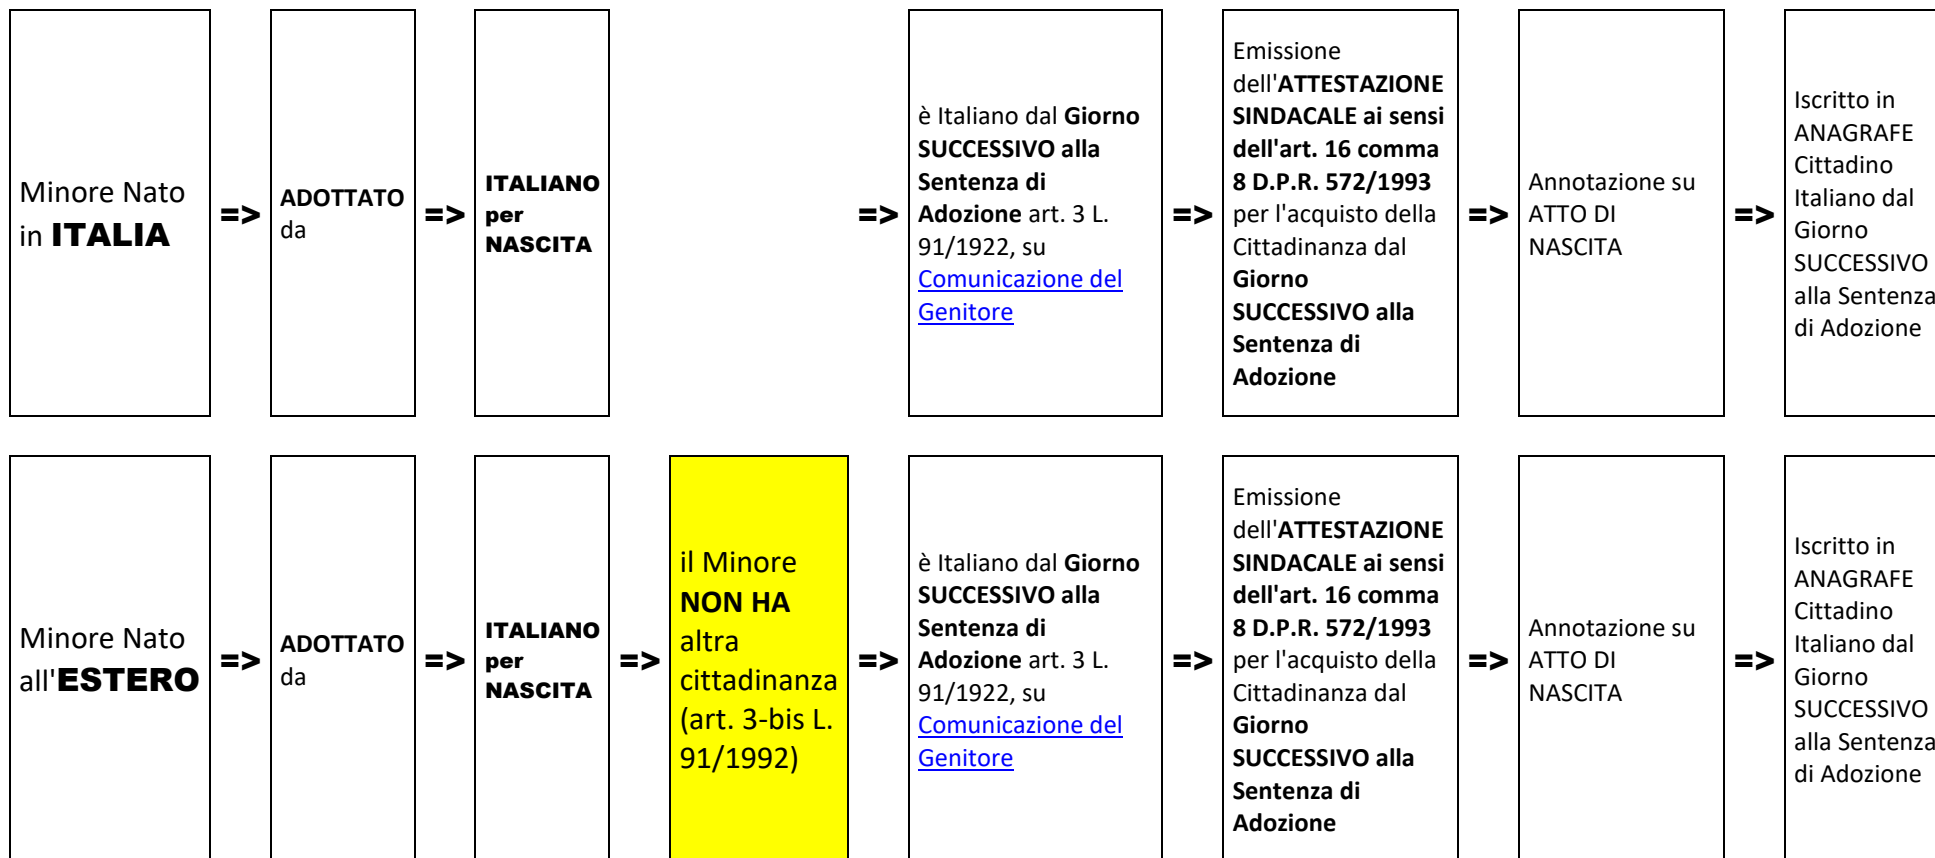 Minore Nato
in ITALIA
=>
ADOTTATO
da
=>
ITALIANO
per
NASCITA
=>
è Italiano dal Giorno
SUCCESSIVO alla
Sentenza di
Adozione art. 3 L.
91/1922, su
Comunicazione del
Genitore
=>
Emissione
dell'ATTESTAZIONE
SINDACALE ai sensi
dell'art. 16 comma
8 D.P.R. 572/1993
per l'acquisto della
Cittadinanza dal
Giorno
SUCCESSIVO alla
Sentenza di
Adozione
=>
Annotazione su
ATTO DI
NASCITA
=>
Iscritto in
ANAGRAFE
Cittadino
Italiano dal
Giorno
SUCCESSIVO
alla Sentenza
di Adozione
Minore Nato
all'ESTERO
=>
ADOTTATO
da
=>
ITALIANO
per
NASCITA
=>
il Minore
NON HA
altra
cittadinanza
(art. 3-bis L.
91/1992)
=>
è Italiano dal Giorno
SUCCESSIVO alla
Sentenza di
Adozione art. 3 L.
91/1922, su
Comunicazione del
Genitore
=>
Emissione
dell'ATTESTAZIONE
SINDACALE ai sensi
dell'art. 16 comma
8 D.P.R. 572/1993
per l'acquisto della
Cittadinanza dal
Giorno
SUCCESSIVO alla
Sentenza di
Adozione
=>
Annotazione su
ATTO DI
NASCITA
=>
Iscritto in
ANAGRAFE
Cittadino
Italiano dal
Giorno
SUCCESSIVO
alla Sentenza
di Adozione